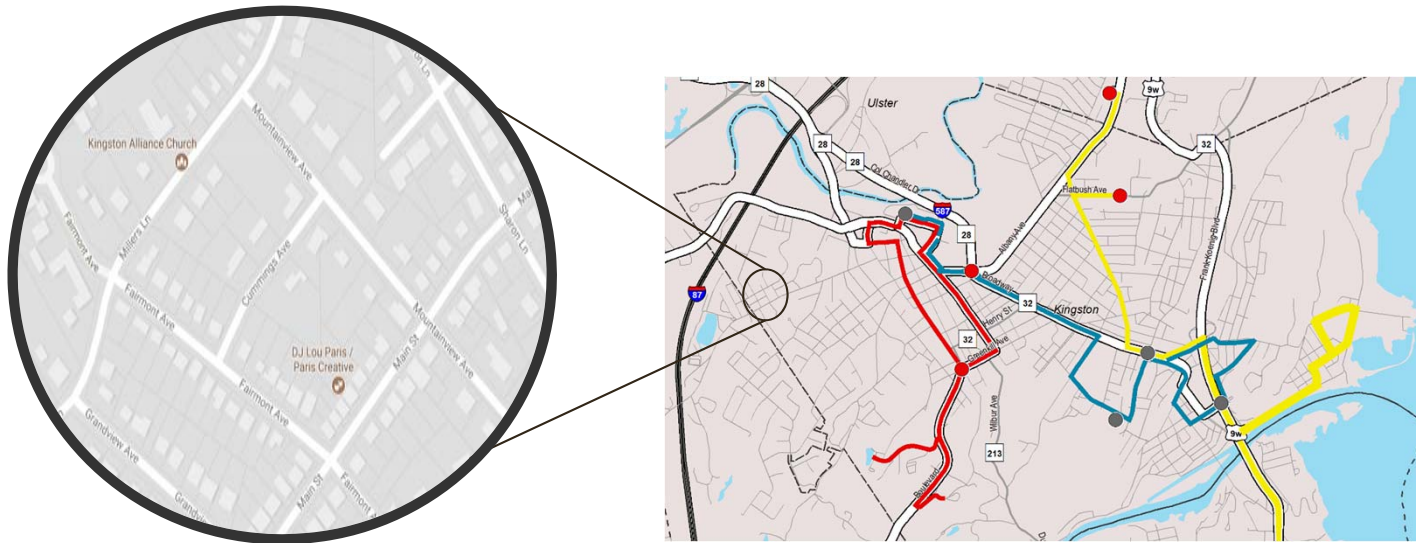 Kingston Alliance Church
Mountainview Ave
Millers Ln
Fairmont Ave
Cummings Ave
Sharon Ln
Fairmont Ave
Mountainview Ave
Main St
DJ Lou Paris /
Paris Creative
Fairmont Ave
Grandview Ave
Main St
28
9W
Ulster
28
28
32
Cpl Chandler Dr
Flatbush Ave
587
28
Albany Ave
Frank Koenig Blvd
87
Broadway
32
Kingston
Henry St
32
Greenkill Ave
Wilbur Ave
9W
213
Boulevard